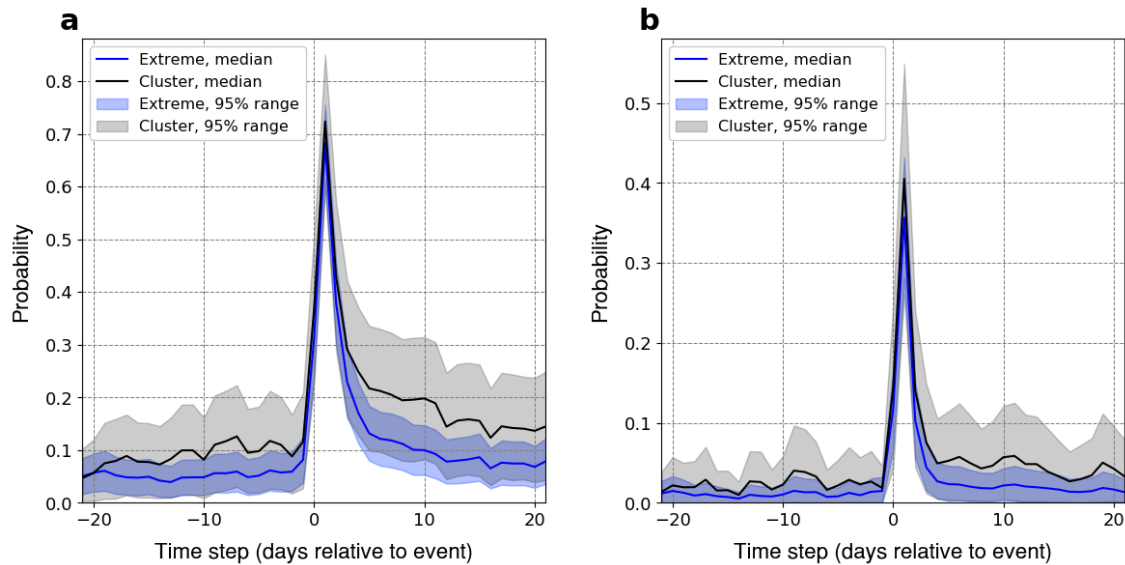 a
Extreme, median
Cluster, median
Extreme, 95% range
Cluster, 95% range
0.8
0.7
0.6
0.5
0.4
0.3
0.2
0.1
0.0
Probability
−20
−10
0
10
20
Time step (days relative to event)
b
Extreme, median
Cluster, median
Extreme, 95% range
Cluster, 95% range
0.5
0.4
0.3
0.2
0.1
0.0
Probability
−20
−10
0
10
20
Time step (days relative to event)